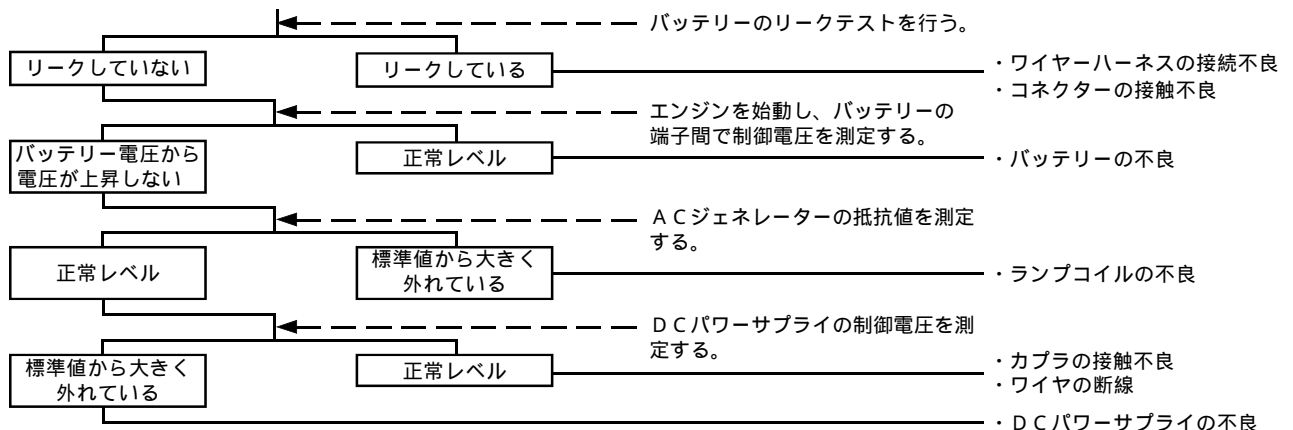 バッテリーのリークテストを行う。
リークしていない
リークしている
・ワイヤーハーネスの接続不良
・コネクターの接触不良
エンジンを始動し、バッテリーの
端子間で制御電圧を測定する。
バッテリー電圧から
電圧が上昇しない
正常レベル
・バッテリーの不良
ＡＣジェネレーターの抵抗値を測定
する。
正常レベル
標準値から大きく
外れている
・ランプコイルの不良
ＤＣパワーサプライの制御電圧を測
定する。
標準値から大きく
外れている
正常レベル
・カプラの接触不良
・ワイヤの断線
・ＤＣパワーサプライの不良